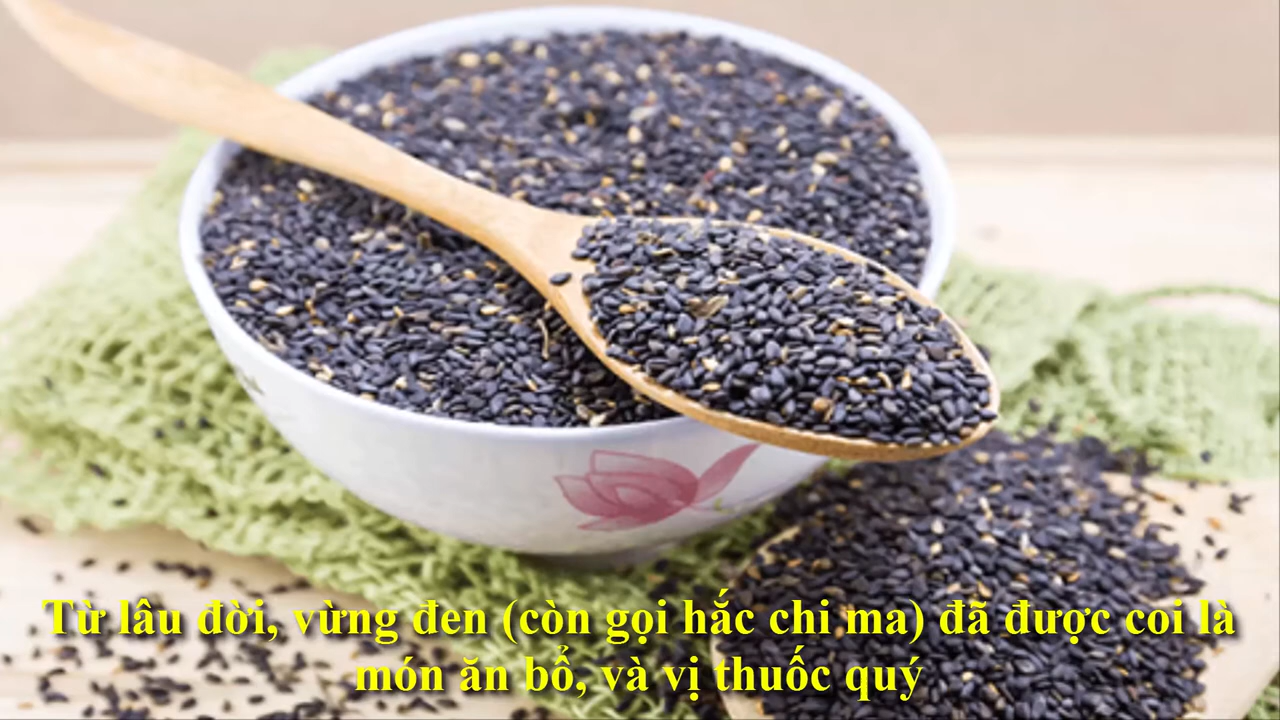 Từ lâu đời, vừng đen (còn gọi hắc chi ma) đã được coi là
món ăn bổ, và vị thuốc quý